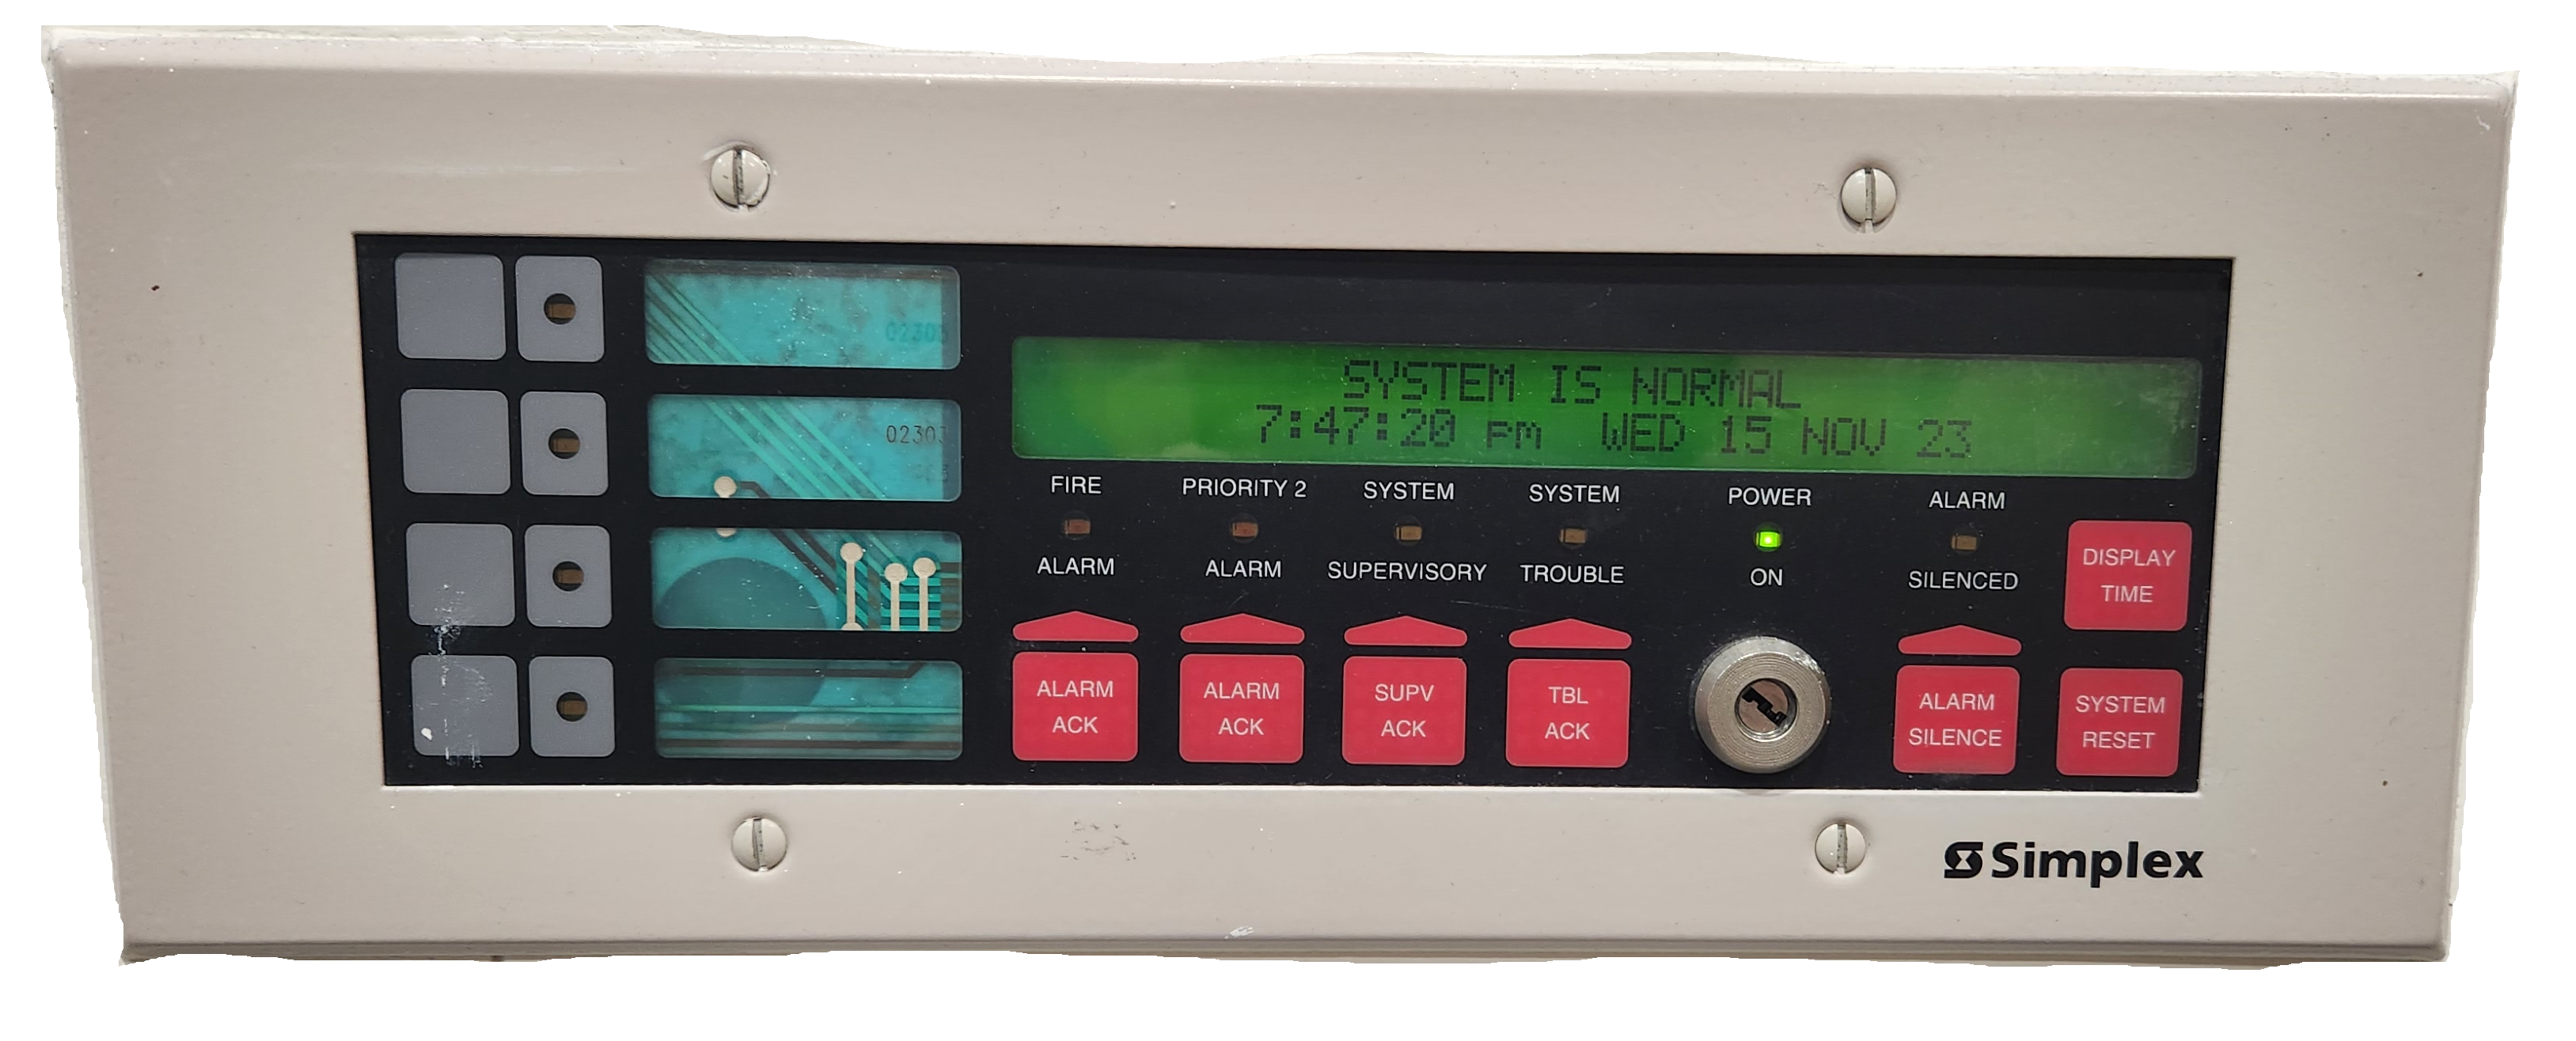 02303
02303
SYSTEM IS NORMAL
7:47:20 pm WED 15 NOV 23
FIRE
ALARM
PRIORITY 2
ALARM
SYSTEM
SUPERVISORY
SYSTEM
TROUBLE
POWER
ON
ALARM
SILENCED
DISPLAY
TIME
ALARM
ACK
ALARM
ACK
SUPV
ACK
TBL
ACK
ALARM
SILENCE
SYSTEM
RESET
Simplex